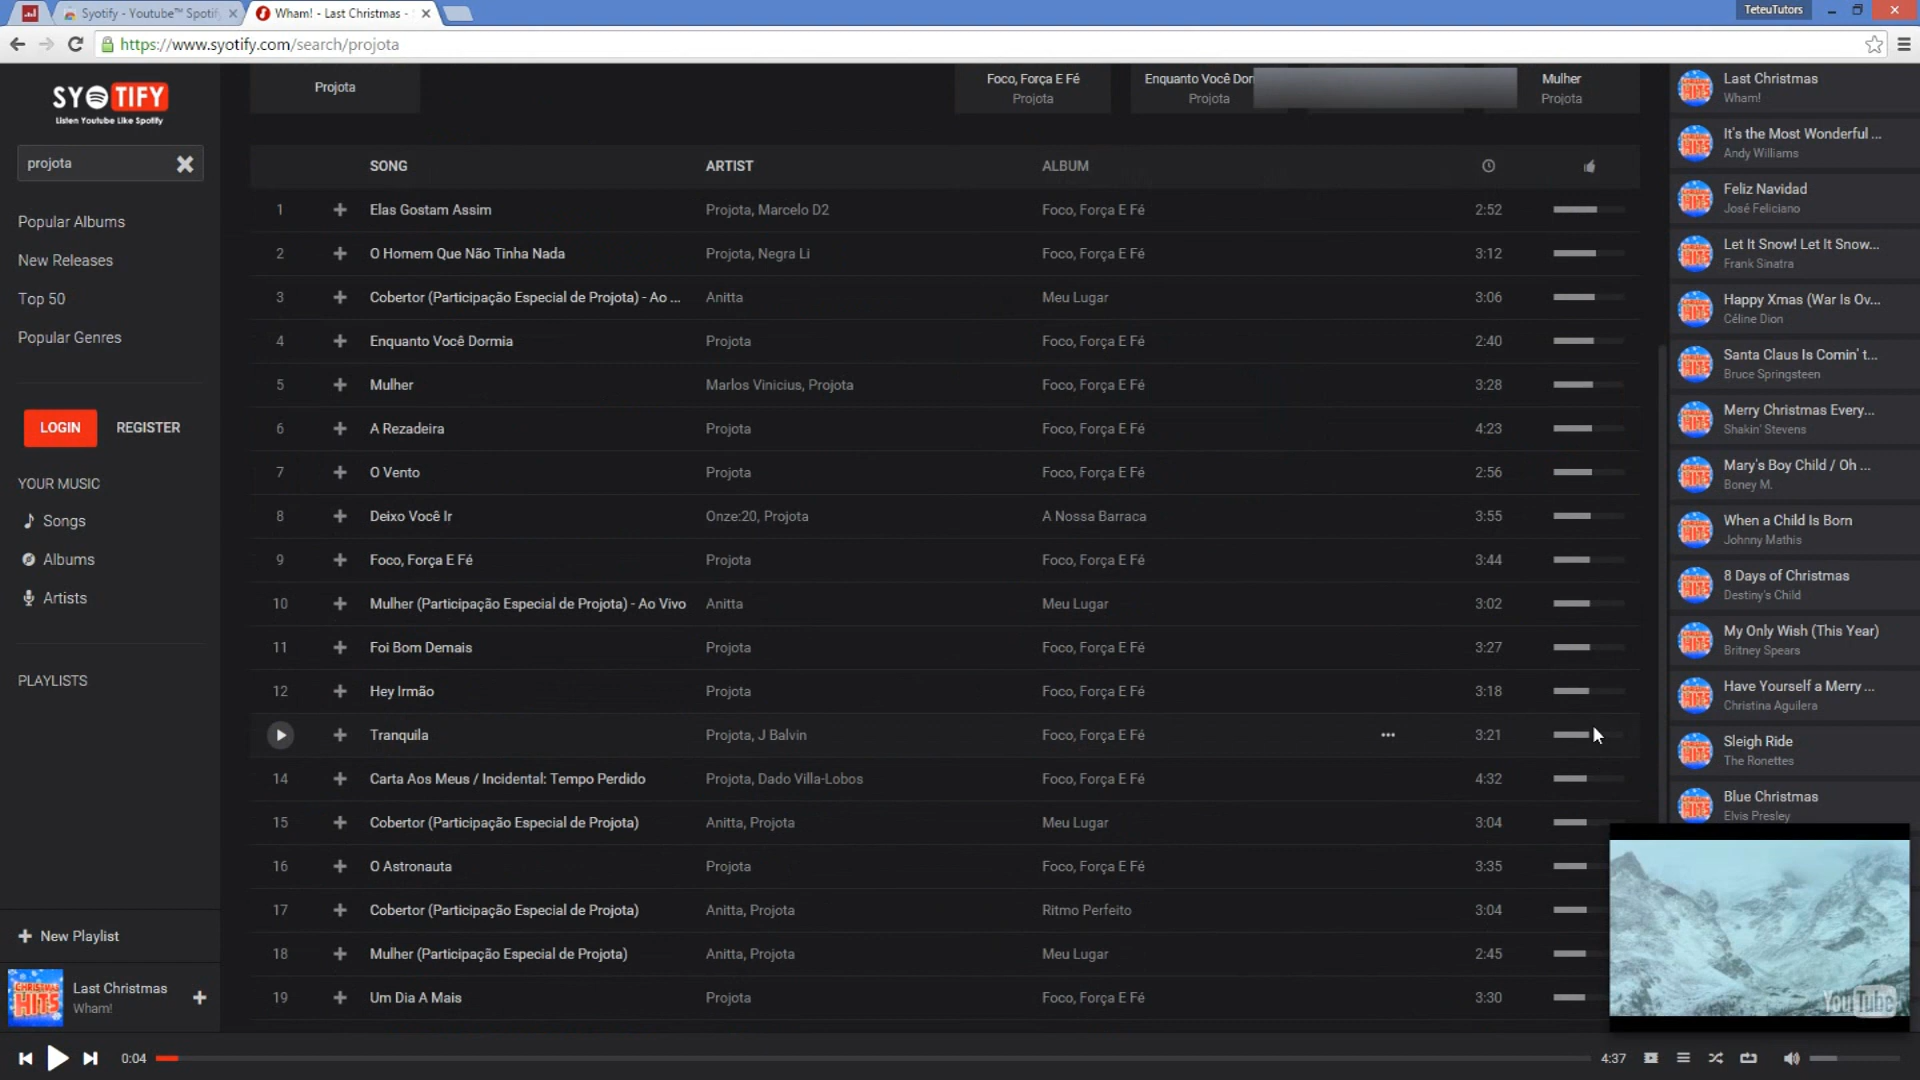 Syotify - Youtube™ Spotif
Wham! - Last Christmas -
TeteuTutors
https://www.syotify.com/search/projota
SYOTIFY
Listen Youtube Like Spotify
projota
Popular Albums
New Releases
Top 50
Popular Genres
LOGIN REGISTER
YOUR MUSIC
Songs
Albums
Artists
PLAYLISTS
New Playlist
Last Christmas
Wham!
Projota
Foco, Força E Fé
Projota
Enquanto Você Dor
Projota
Mulher
Projota
SONG ARTIST ALBUM
1 Elas Gostam Assim Projota, Marcelo D2 Foco, Força E Fé 2:52
2 O Homem Que Não Tinha Nada Projota, Negra Li Foco, Força E Fé 3:12
3 Cobertor (Participação Especial de Projota) - Ao ... Anitta Meu Lugar 3:06
4 Enquanto Você Dormia Projota Foco, Força E Fé 2:40
5 Mulher Marlos Vinicius, Projota Foco, Força E Fé 3:28
6 A Rezadeira Projota Foco, Força E Fé 4:23
7 O Vento Projota Foco, Força E Fé 2:56
8 Deixo Você Ir Onze:20, Projota A Nossa Barraca 3:55
9 Foco, Força E Fé Projota Foco, Força E Fé 3:44
10 Mulher (Participação Especial de Projota) - Ao Vivo Anitta Meu Lugar 3:02
11 Foi Bom Demais Projota Foco, Força E Fé 3:27
12 Hey Irmão Projota Foco, Força E Fé 3:18
Tranquila Projota, J Balvin Foco, Força E Fé ••• 3:21
14 Carta Aos Meus / Incidental: Tempo Perdido Projota, Dado Villa-Lobos Foco, Força E Fé 4:32
15 Cobertor (Participação Especial de Projota) Anitta, Projota Meu Lugar 3:04
16 O Astronauta Projota Foco, Força E Fé 3:35
17 Cobertor (Participação Especial de Projota) Anitta, Projota Ritmo Perfeito 3:04
18 Mulher (Participação Especial de Projota) Anitta, Projota Meu Lugar 2:45
19 Um Dia A Mais Projota Foco, Força E Fé 3:30
Last Christmas
Wham!
It's the Most Wonderful ...
Andy Williams
Feliz Navidad
José Feliciano
Let It Snow! Let It Snow...
Frank Sinatra
Happy Xmas (War Is Ov...
Céline Dion
Santa Claus Is Comin' t...
Bruce Springsteen
Merry Christmas Every...
Shakin' Stevens
Mary's Boy Child / Oh ...
Boney M.
When a Child Is Born
Johnny Mathis
8 Days of Christmas
Destiny's Child
My Only Wish (This Year)
Britney Spears
Have Yourself a Merry ...
Christina Aguilera
Sleigh Ride
The Ronettes
Blue Christmas
Elvis Presley
YouTube
0:04
4:37